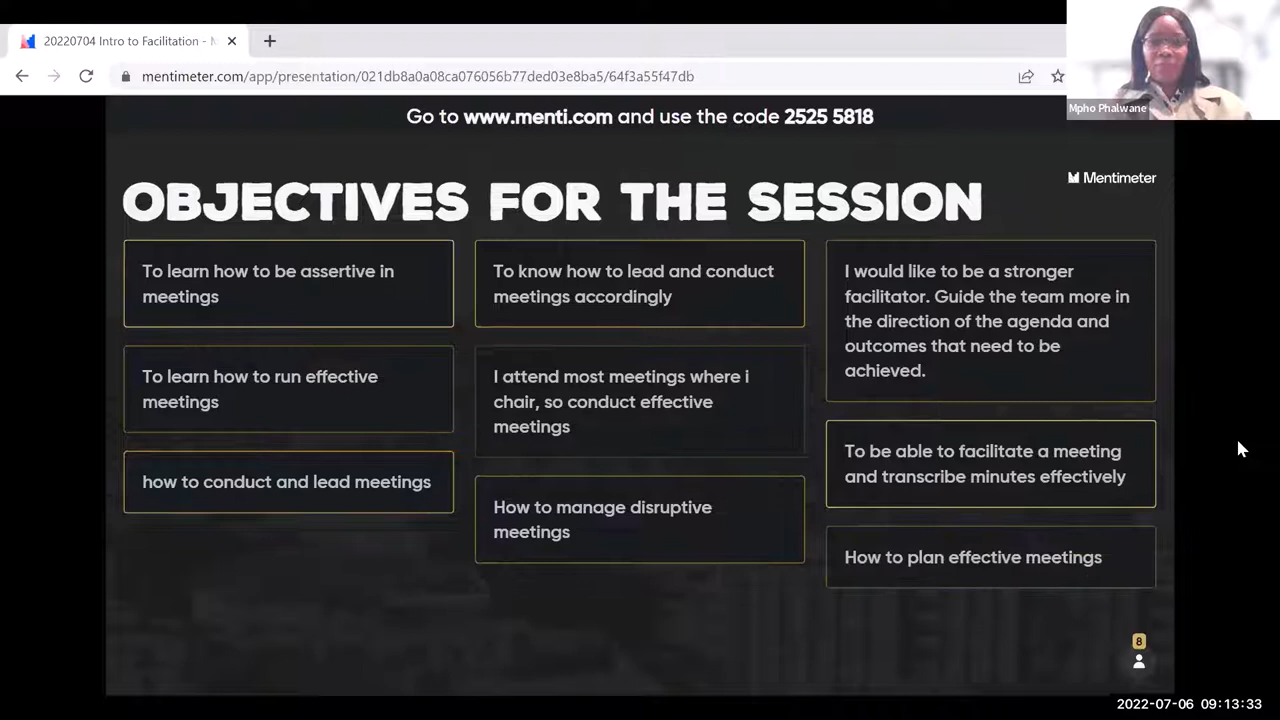 20220704 Intro to Facilitation -
mentimeter.com/app/presentation/021db8a0a08ca076056b77ded03e8ba5/64f3a55f47db
Mpho Phalwane
Go to www.menti.com and use the code 2525 5818
Mentimeter
OBJECTIVES FOR THE SESSION
To learn how to be assertive in
meetings
To learn how to run effective
meetings
how to conduct and lead meetings
To know how to lead and conduct
meetings accordingly
I attend most meetings where i
chair, so conduct effective
meetings
How to manage disruptive
meetings
I would like to be a stronger
facilitator. Guide the team more in
the direction of the agenda and
outcomes that need to be
achieved.
To be able to facilitate a meeting
and transcribe minutes effectively
How to plan effective meetings
8
2022-07-06 09:13:33